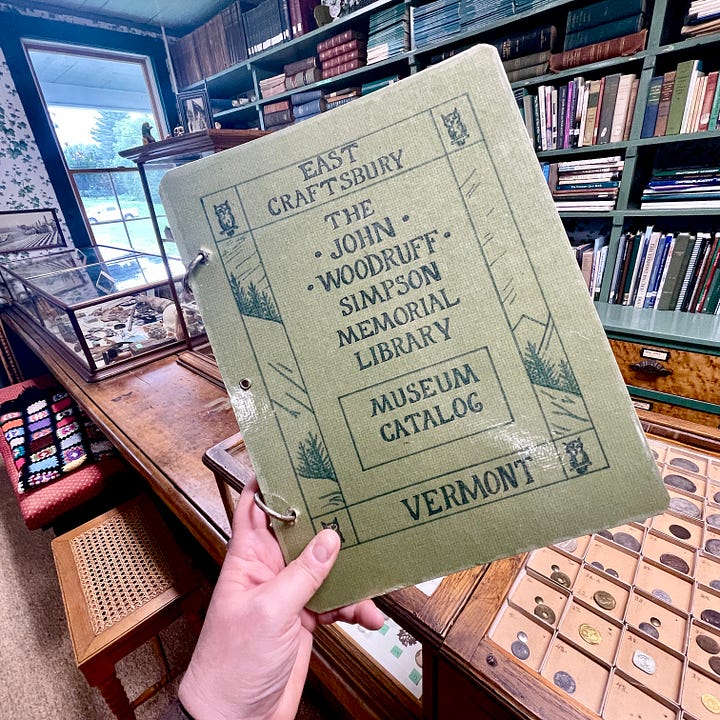 EAST
CRAFTSBURY
THE
• JOHN •
• WOODRUFF •
SIMPSON
MEMORIAL
LIBRARY
MUSEUM
CATALOG
VERMONT